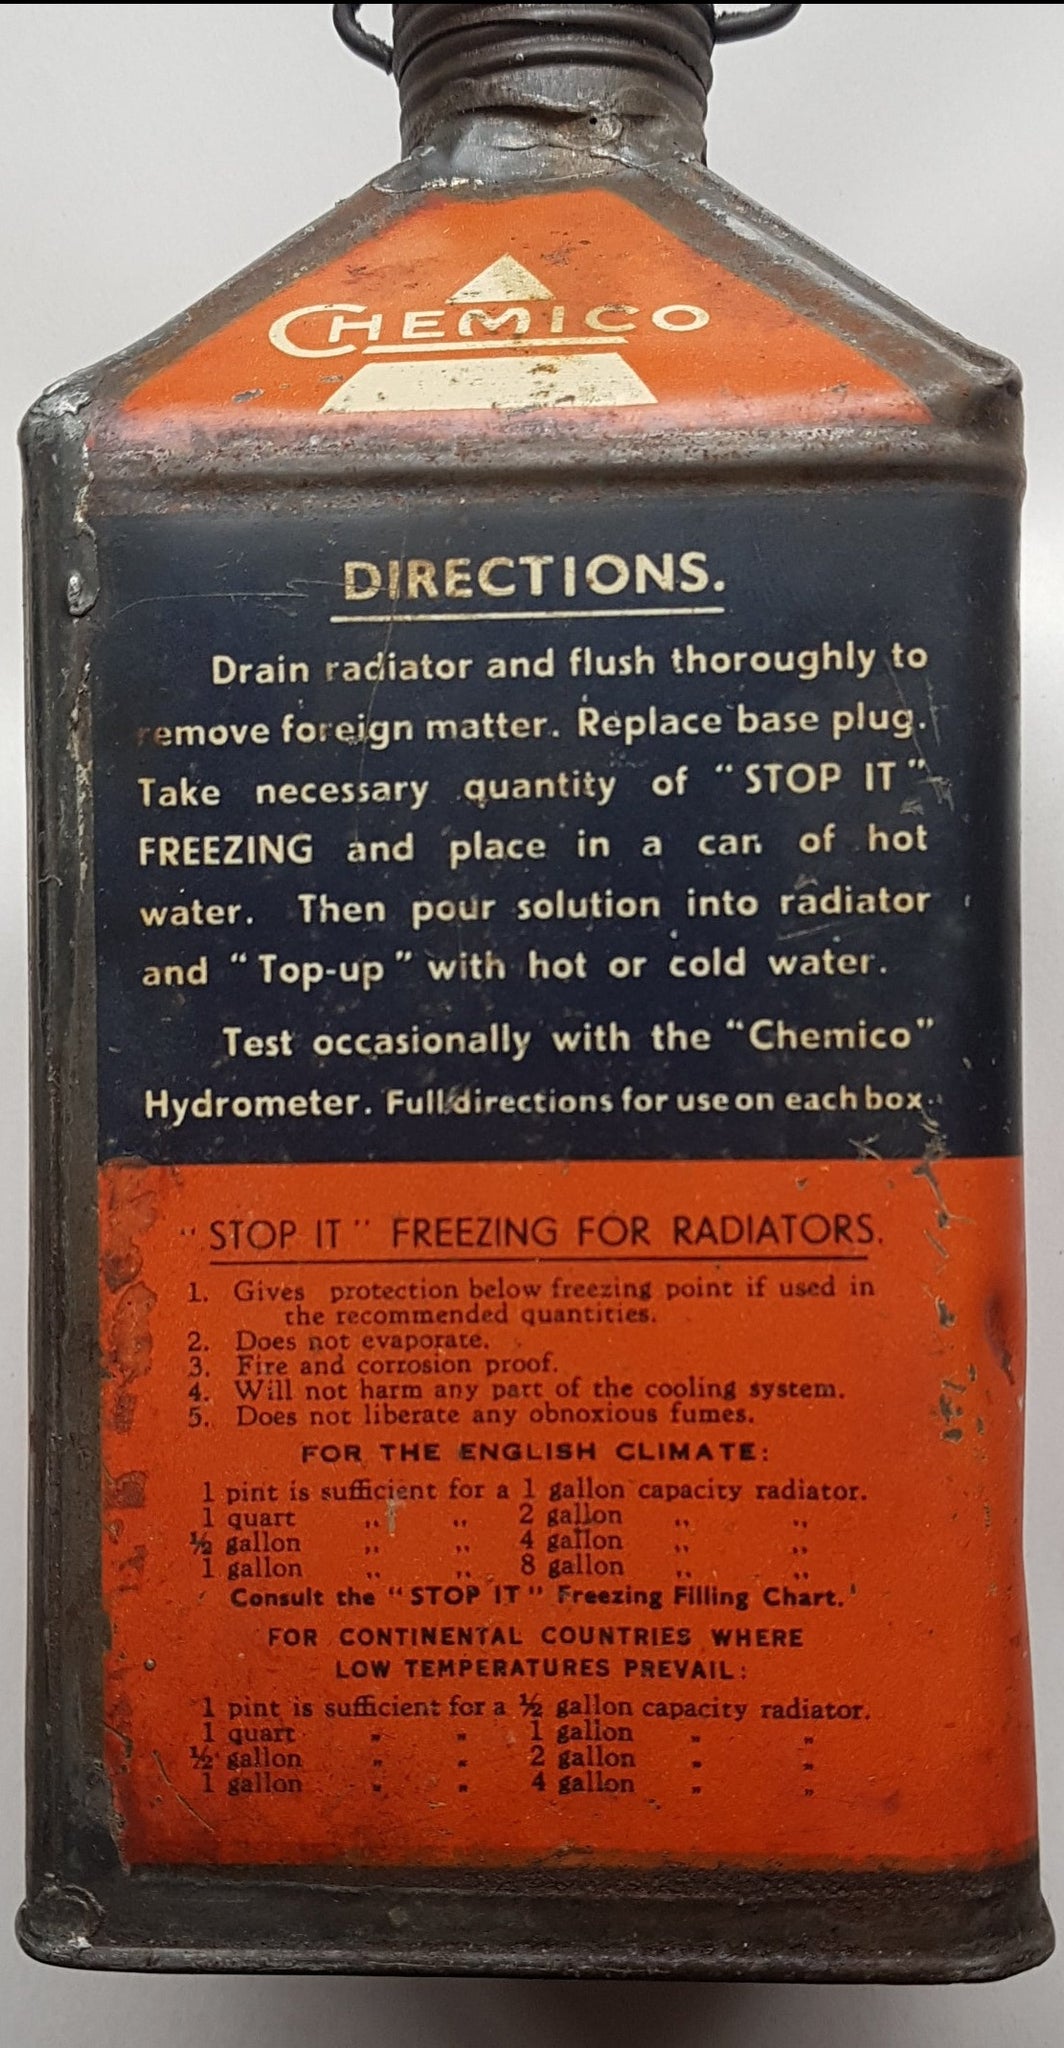 CHEMICO
DIRECTIONS.
Drain radiator and flush thoroughly to
remove foreign matter. Replace base plug.
Take necessary quantity of "STOP IT"
FREEZING and place in a can of hot
water. Then pour solution into radiator
and "Top-up" with hot or cold water.
Test occasionally with the "Chemico"
Hydrometer. Full directions for use on each box.
"STOP IT" FREEZING FOR RADIATORS.
1. Gives protection below freezing point if used in
the recommended quantities.
2. Does not evaporate.
3. Fire and corrosion proof.
4. Will not harm any part of the cooling system.
5. Does not liberate any obnoxious fumes.
FOR THE ENGLISH CLIMATE:
1 pint is sufficient for a 1 gallon capacity radiator.
1 quart ,, ,, 2 gallon ,, ,,
½ gallon ,, ,, 4 gallon ,, ,,
1 gallon ,, ,, 8 gallon ,, ,,
Consult the "STOP IT" Freezing Filling Chart.
FOR CONTINENTAL COUNTRIES WHERE
LOW TEMPERATURES PREVAIL:
1 pint is sufficient for a ½ gallon capacity radiator.
1 quart „ „ 1 gallon „ „
½ gallon „ „ 2 gallon „ „
1 gallon „ „ 4 gallon „ „